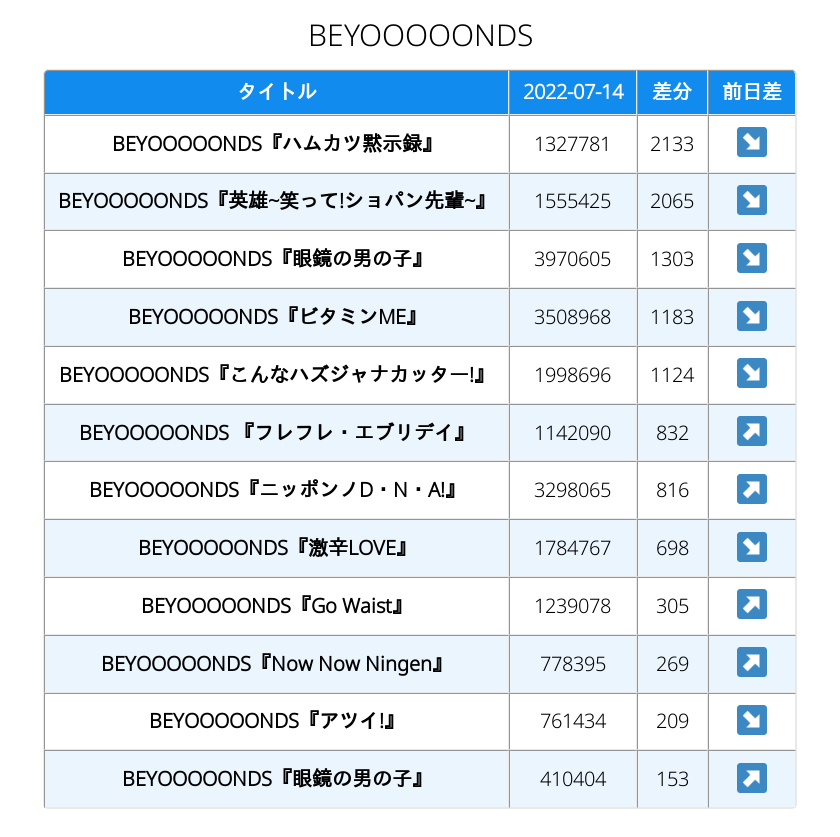 BEYOOOOONDS
タイトル 2022-07-14 差分 前日差
BEYOOOOONDS『ハムカツ黙示録』 1327781 2133 ↘
BEYOOOOONDS『英雄~笑って!ショパン先輩~』 1555425 2065 ↘
BEYOOOOONDS『眼鏡の男の子』 3970605 1303 ↘
BEYOOOOONDS『ビタミンME』 3508968 1183 ↘
BEYOOOOONDS『こんなハズジャナカッター!』 1998696 1124 ↘
BEYOOOOONDS 『フレフレ・エブリデイ』 1142090 832 ↗
BEYOOOOONDS『ニッポンノD・N・A!』 3298065 816 ↗
BEYOOOOONDS『激辛LOVE』 1784767 698 ↘
BEYOOOOONDS『Go Waist』 1239078 305 ↗
BEYOOOOONDS『Now Now Ningen』 778395 269 ↗
BEYOOOOONDS『アツイ!』 761434 209 ↘
BEYOOOOONDS『眼鏡の男の子』 410404 153 ↗